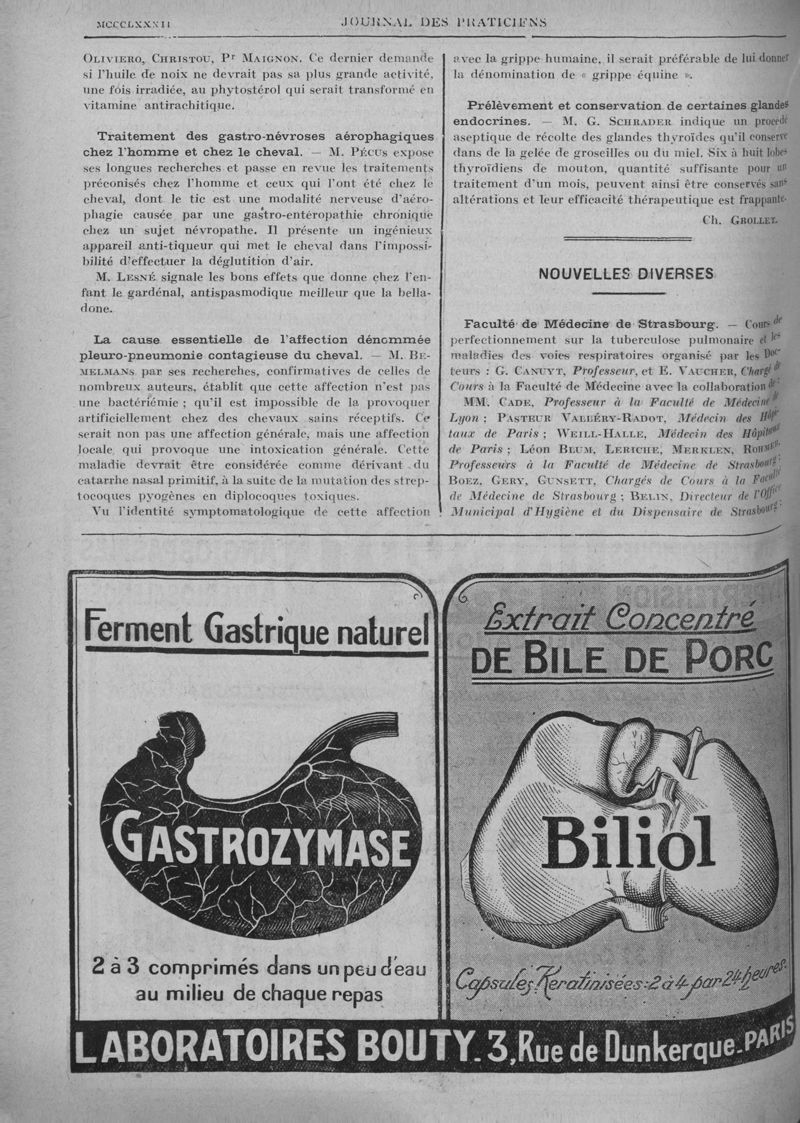 MCCCLXXXII
JOURNAL DES PRATICIENS
OLIVIERO, CHRISTOU, Pr MAIGNON. Ce dernier demande
si l'huile de noix ne devrait pas sa plus grande activité,
une fois irradiée, au phytostérol qui serait transformé en
vitamine antirachitique.
Traitement des gastro-névroses aérophagiques
chez l'homme et chez le cheval. — M. PÉCUS expose
ses longues recherches et passe en revue les traitements
préconisés chez l'homme et ceux qui l'ont été chez le
cheval, dont le tic est une modalité nerveuse d'aéro-
phagie causée par une gastro-entéropathie chronique
chez un sujet névropathe. Il présente un ingénieux
appareil anti-tiqueur qui met le cheval dans l'impossi-
bilité d'effectuer la déglutition d'air.
M. LESNÉ signale les bons effets que donne chez l'en-
fant le gardénal, antispasmodique meilleur que la bella-
done.
La cause essentielle de l'affection dénommée
pleuro-pneumonie contagieuse du cheval. — M. BE-
MELMANS par ses recherches, confirmatives de celles de
nombreux auteurs, établit que cette affection n'est pas
une bactériémie ; qu'il est impossible de la provoquer
artificiellement chez des chevaux sains réceptifs. Ce
serait non pas une affection générale, mais une affection
locale qui provoque une intoxication générale. Cette
maladie devrait être considérée comme dérivant du
catarrhe nasal primitif, à la suite de la mutation des strep-
tocoques pyogènes en diplocoques toxiques.
Vu l'identité symptomatologique de cette affection
avec la grippe humaine, il serait préférable de lui donner
la dénomination de « grippe équine ».
Prélèvement et conservation de certaines glandes
endocrines. — M. G. SCHRADER indique un procédé
aseptique de récolte des glandes thyroïdes qu'il conserve
dans de la gelée de groseilles ou du miel. Six à huit lobes
thyroïdiens de mouton, quantité suffisante pour un
traitement d'un mois, peuvent ainsi être conservés sans
altérations et leur efficacité thérapeutique est frappante.
Ch. GROLLET.
NOUVELLES DIVERSES
Faculté de Médecine de Strasbourg. — Cours de
perfectionnement sur la tuberculose pulmonaire et les
maladies des voies respiratoires organisé par les Doc-
teurs : G. CANUYT, Professeur, et E. VAUCHER, Chargé de
Cours à la Faculté de Médecine avec la collaboration de :
MM. CADE, Professeur à la Faculté de Médecine de
Lyon ; PASTEUR VALLÉRY-RADOT, Médecin des Hôpi-
taux de Paris ; WEILL-HALLE, Médecin des Hôpitaux
de Paris ; Léon BLUM, LERICHE, MERKLEN,
Professeurs à la Faculté de Médecine de Strasbourg ;
BOEZ, GERY, GUNSETT, Chargés de Cours à la Faculté
de Médecine de Strasbourg ; BELIN, Directeur de l'Office
Municipal d'Hygiène et du Dispensaire de Strasbourg ;
Ferment Gastrique naturel
GASTROZYMASE
2 à 3 comprimés dans un peu d'eau
au milieu de chaque repas
Extrait Concentré
DE BILE DE PORC
Biliol
Capsules Kératinisées : 2 à 4 par 24 heures.
LABORATOIRES BOUTY_3, Rue de Dunkerque_PARIS